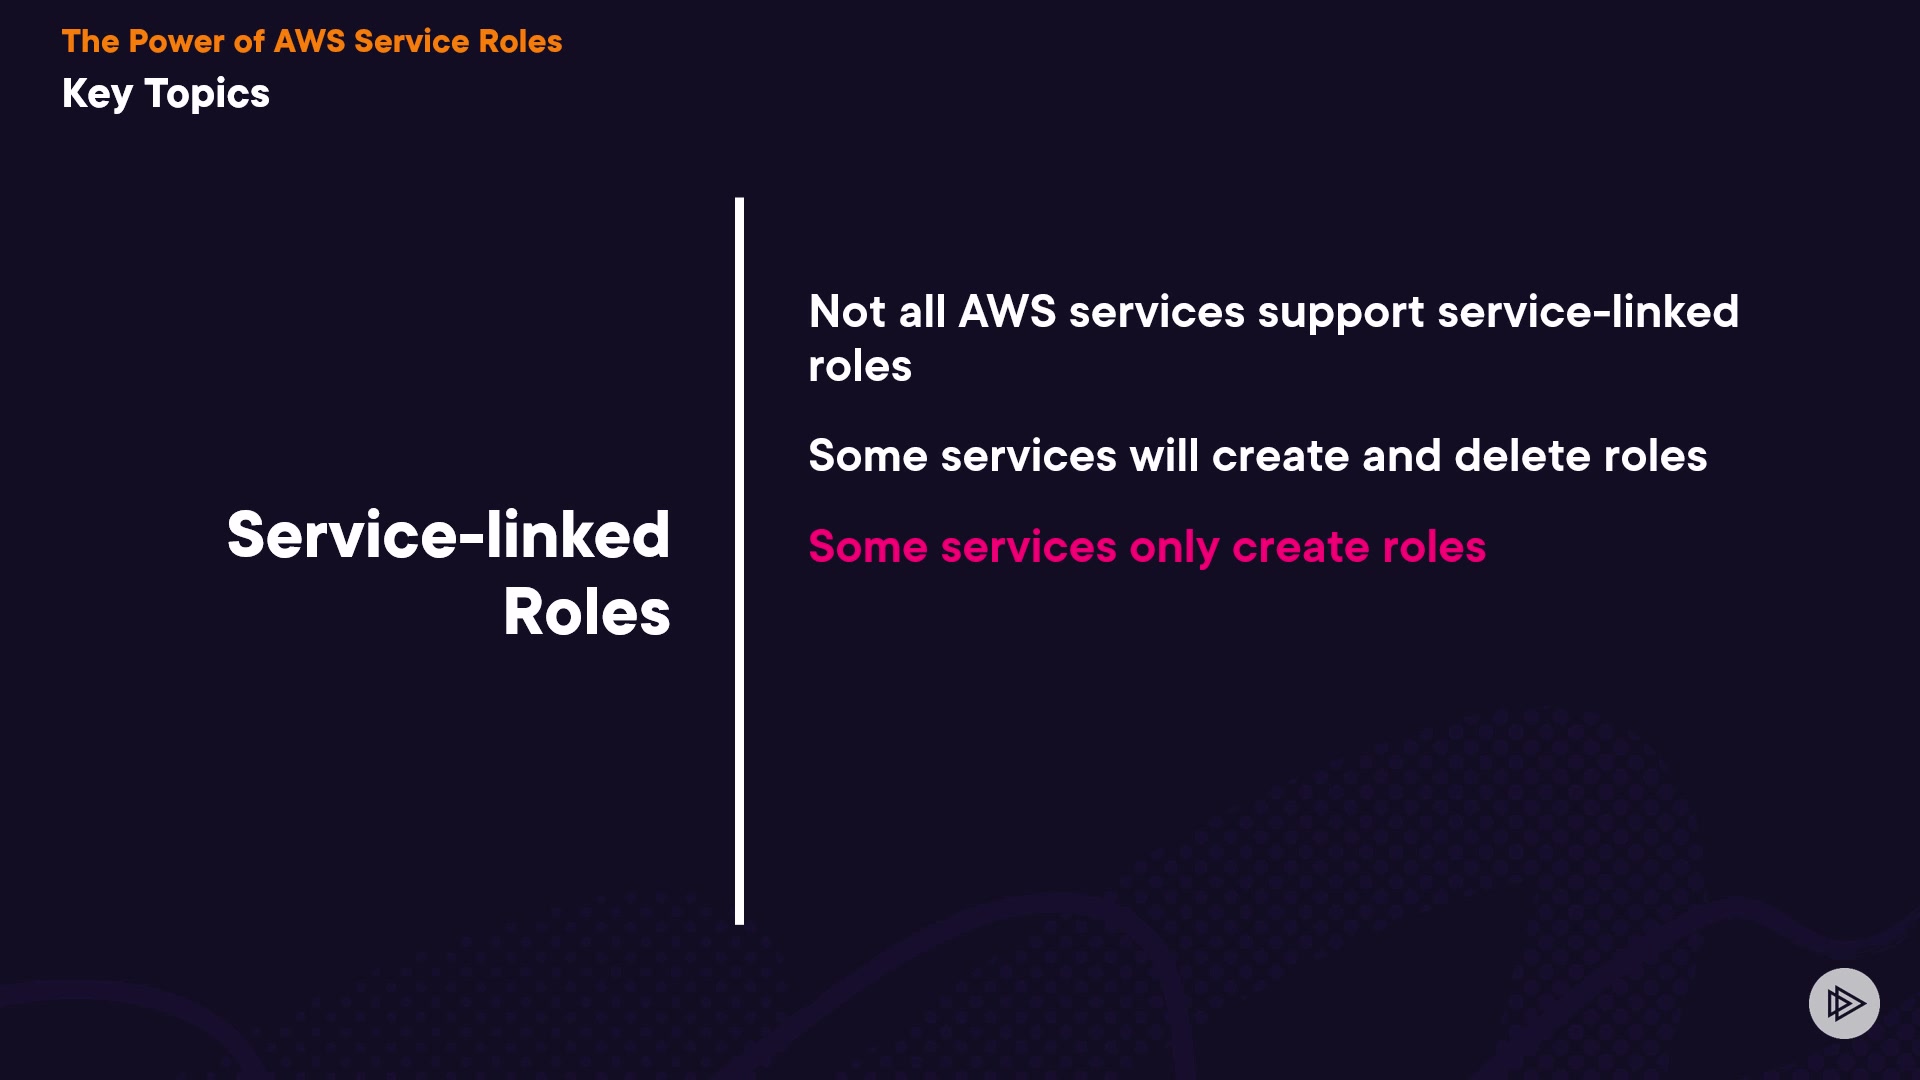 The Power of AWS Service Roles
Key Topics
Service-linked
Roles
Not all AWS services support service-linked
roles
Some services will create and delete roles
Some services only create roles